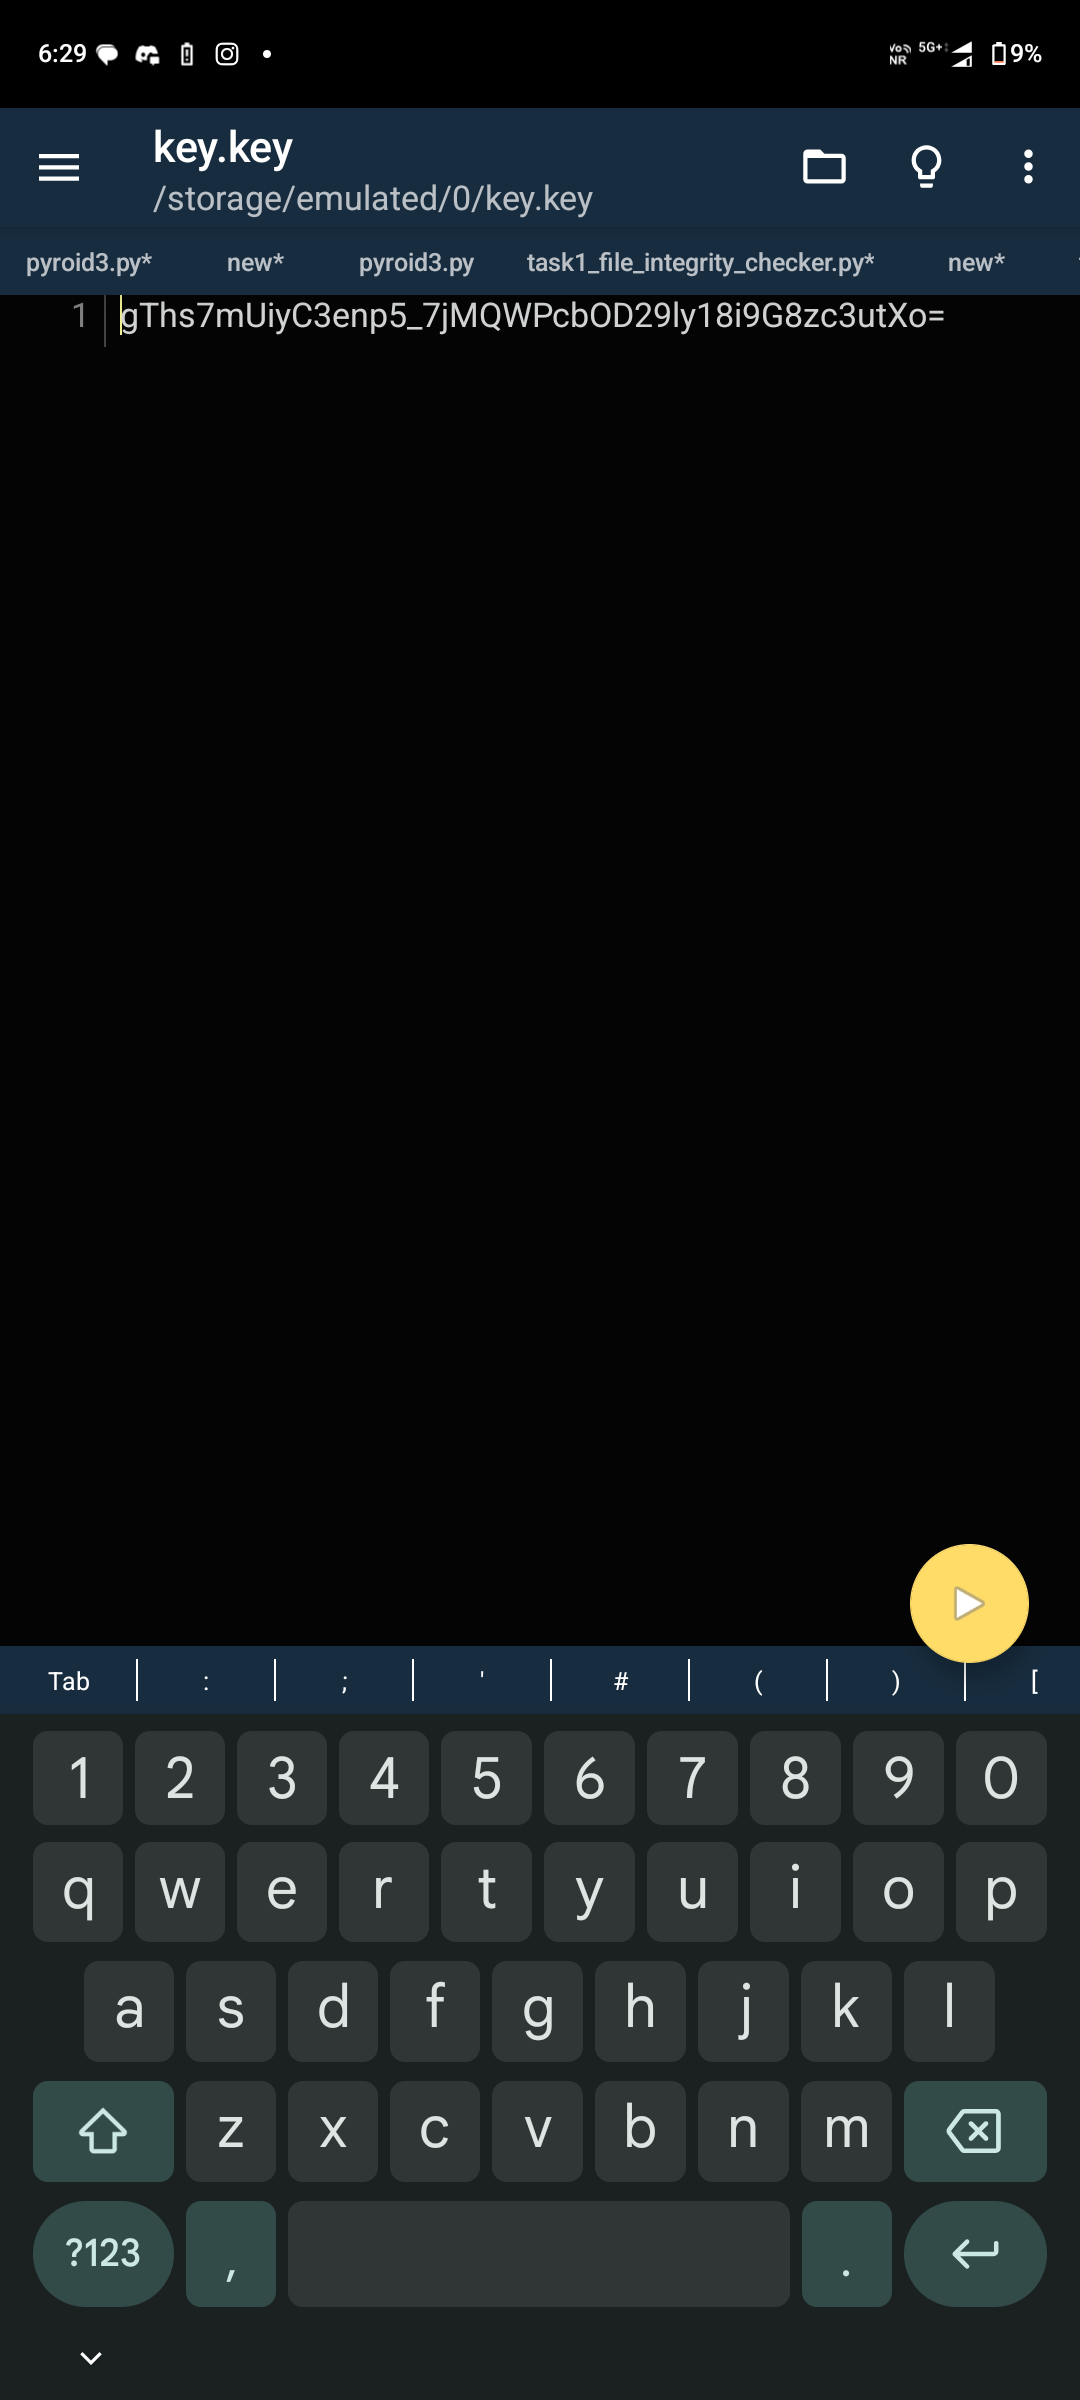 6:29
Vo)) NR 5G+ 9%
key.key
/storage/emulated/0/key.key
pyroid3.py* new* pyroid3.py task1_file_integrity_checker.py* new*
1 gThs7mUiyC3enp5_7jMQWPcbOD29ly18i9G8zc3utXo=
Tab : ; ' # ( ) [
1 2 3 4 5 6 7 8 9 0
q w e r t y u i o p
a s d f g h j k l
z x c v b n m
?123 , .